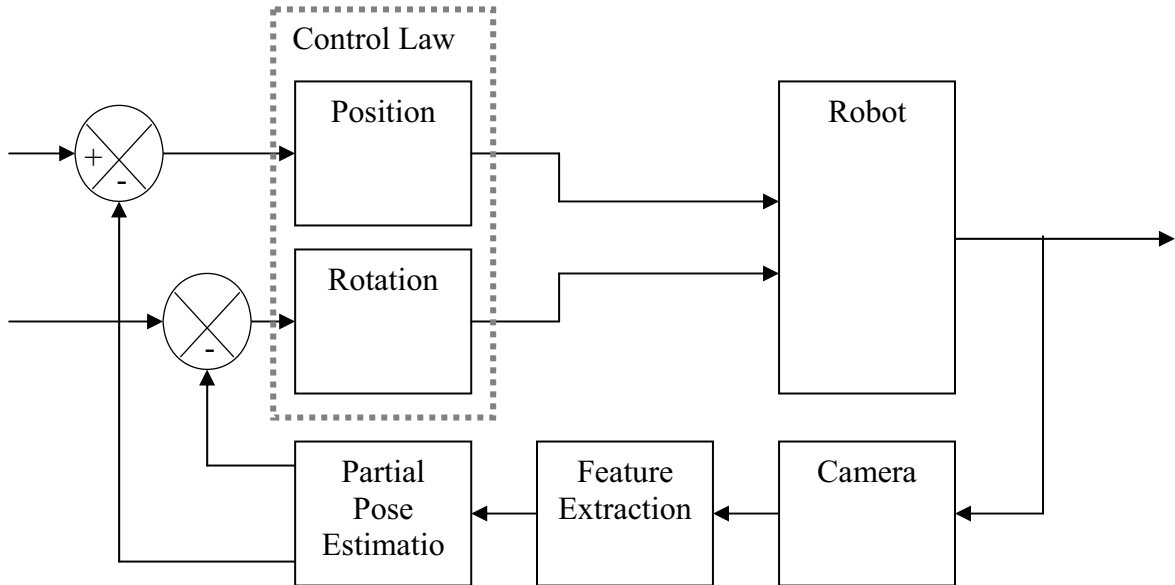 Control Law
Position
Robot
+
-
Rotation
-
Partial
Pose
Estimatio
Feature
Extraction
Camera